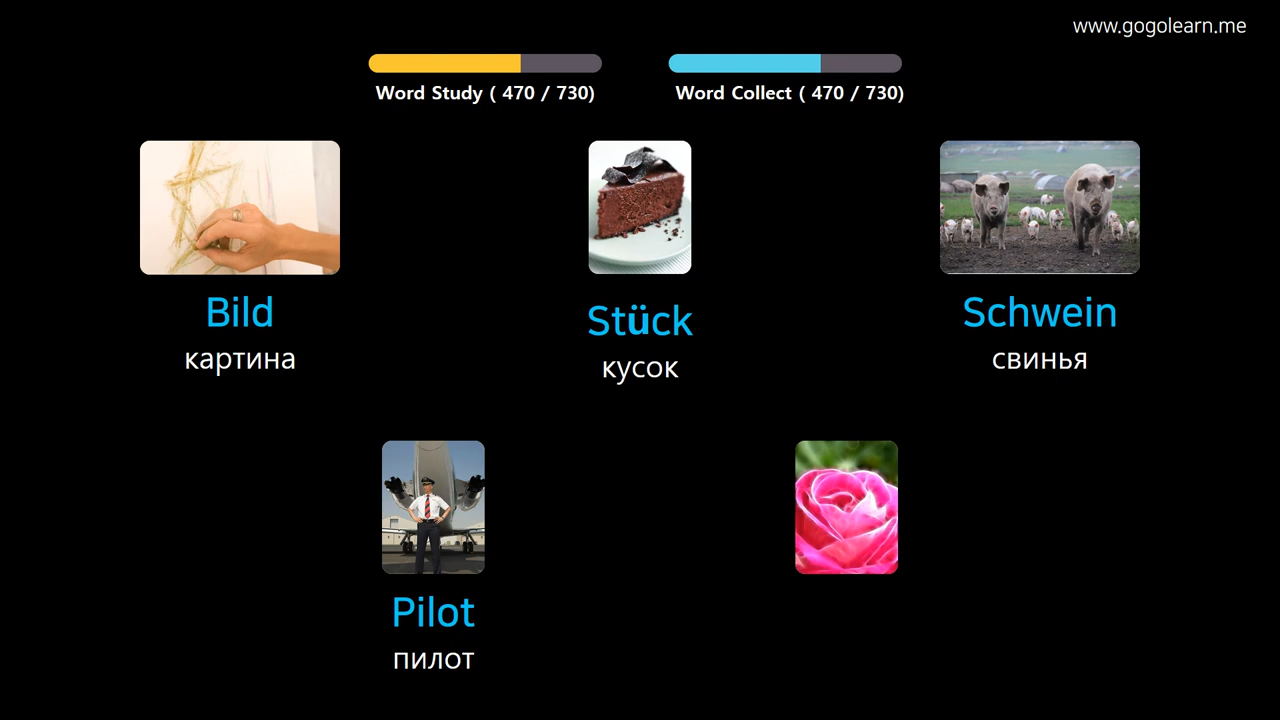 www.gogolearn.me
Word Study ( 470 / 730)
Word Collect ( 470 / 730)
Bild
картина
Stück
кусок
Schwein
свинья
Pilot
пилот